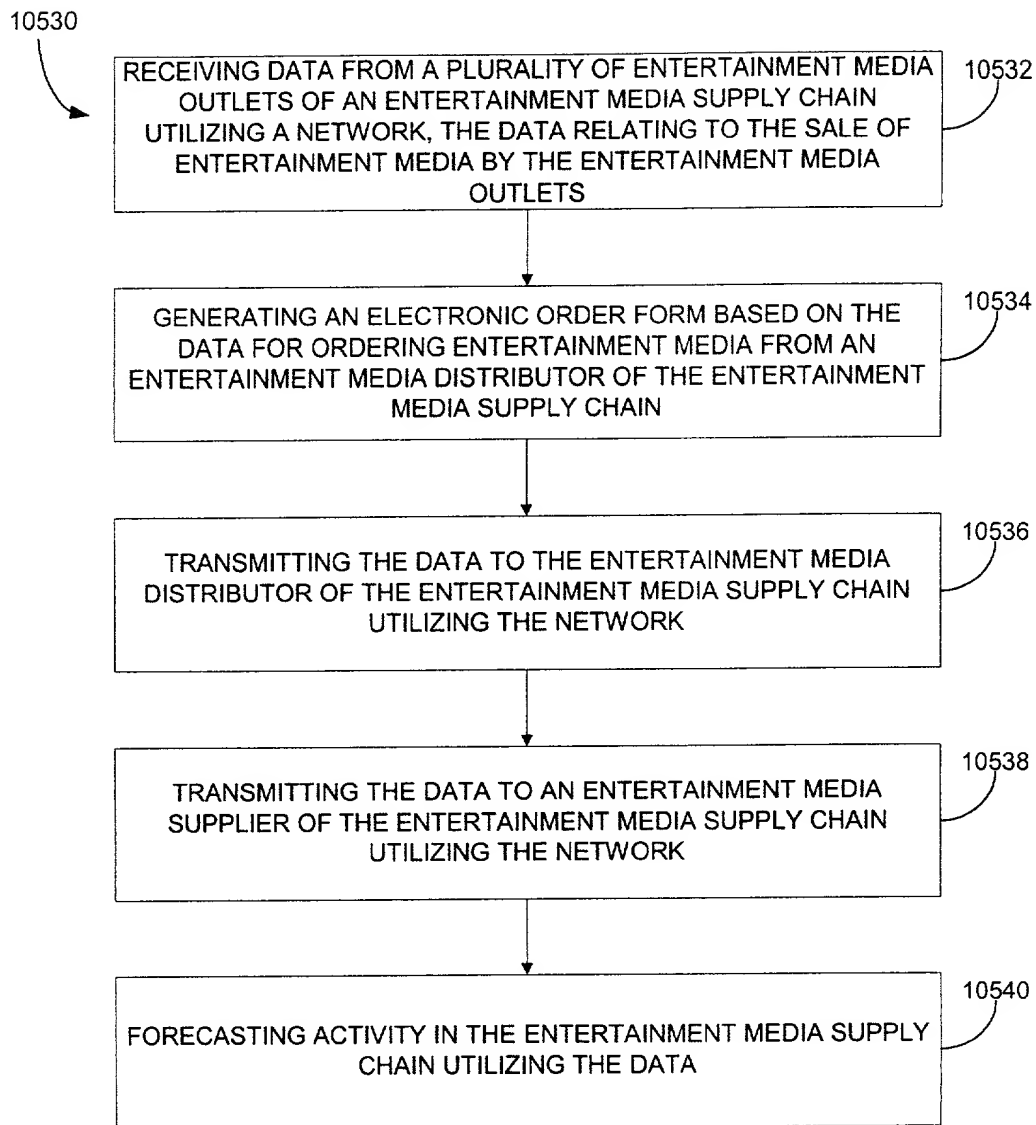 10530
RECEIVING DATA FROM A PLURALITY OF ENTERTAINMENT MEDIA
OUTLETS OF AN ENTERTAINMENT MEDIA SUPPLY CHAIN
UTILIZING A NETWORK, THE DATA RELATING TO THE SALE OF
ENTERTAINMENT MEDIA BY THE ENTERTAINMENT MEDIA
OUTLETS
10532
GENERATING AN ELECTRONIC ORDER FORM BASED ON THE
DATA FOR ORDERING ENTERTAINMENT MEDIA FROM AN
ENTERTAINMENT MEDIA DISTRIBUTOR OF THE ENTERTAINMENT
MEDIA SUPPLY CHAIN
10534
TRANSMITTING THE DATA TO THE ENTERTAINMENT MEDIA
DISTRIBUTOR OF THE ENTERTAINMENT MEDIA SUPPLY CHAIN
UTILIZING THE NETWORK
10536
TRANSMITTING THE DATA TO AN ENTERTAINMENT MEDIA
SUPPLIER OF THE ENTERTAINMENT MEDIA SUPPLY CHAIN
UTILIZING THE NETWORK
10538
FORECASTING ACTIVITY IN THE ENTERTAINMENT MEDIA SUPPLY
CHAIN UTILIZING THE DATA
10540